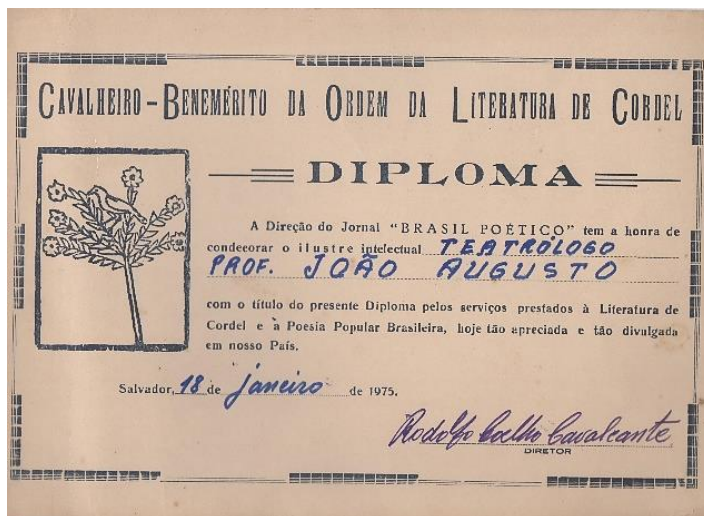 CAVALHEIRO-BENEMÉRITO DA ORDEM DA LITERATURA DE CORDEL
DIPLOMA
A Direção do Jornal "BRASIL POÉTICO" tem a honra de
condecorar o ilustre intelectual TEATRÓLOGO
PROF. JOÃO AUGUSTO
com o título do presente Diploma pelos serviços prestados à Literatura de
Cordel e à Poesia Popular Brasileira, hoje tão apreciada e tão divulgada
em nosso País.
Salvador, 18 de janeiro de 1975.
Rodolfo Coelho Cavalcante
DIRETOR